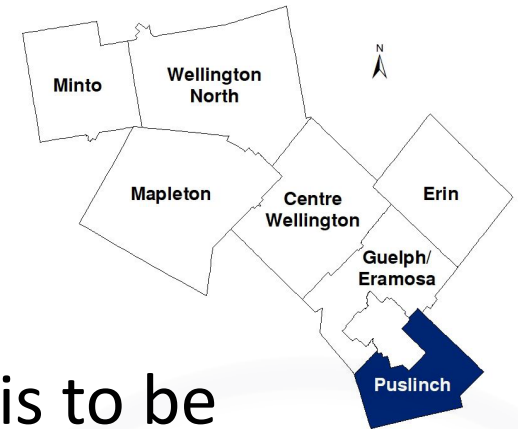 N
Minto
Wellington
North
Mapleton
Centre
Wellington
Erin
Guelph/
Eramosa
Puslinch
is to be